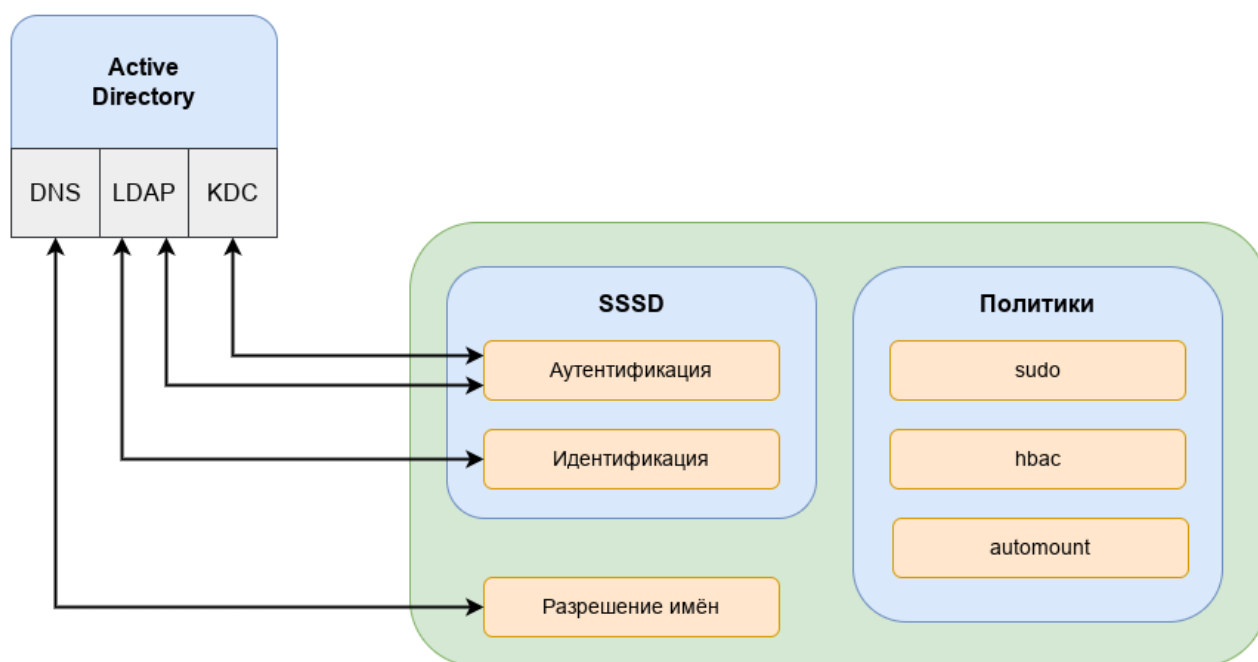 Active
Directory
DNS
LDAP
KDC
SSSD
Аутентификация
Идентификация
Разрешение имён
Политики
sudo
hbac
automount